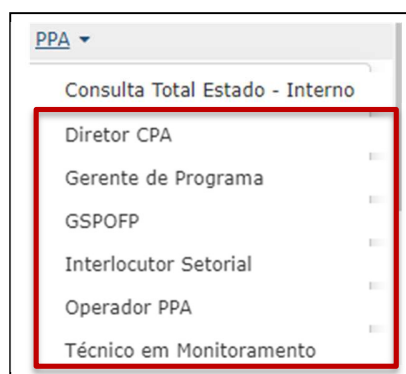 PPA
Consulta Total Estado - Interno
Diretor CPA
Gerente de Programa
GSPOFP
Interlocutor Setorial
Operador PPA
Técnico em Monitoramento